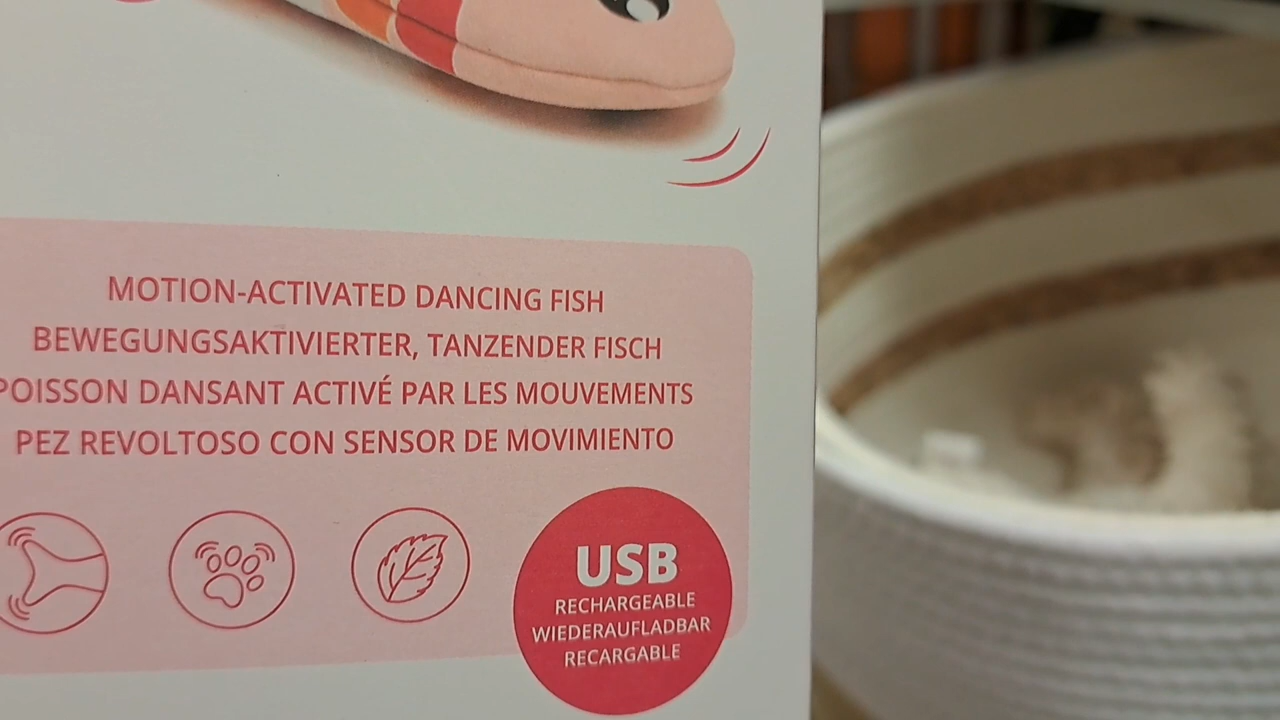 MOTION-ACTIVATED DANCING FISH
BEWEGUNGSAKTIVIERTER, TANZENDER FISCH
POISSON DANSANT ACTIVÉ PAR LES MOUVEMENTS
PEZ REVOLTOSO CON SENSOR DE MOVIMIENTO
USB
RECHARGEABLE
WIEDERAUFLADBAR
RECARGABLE